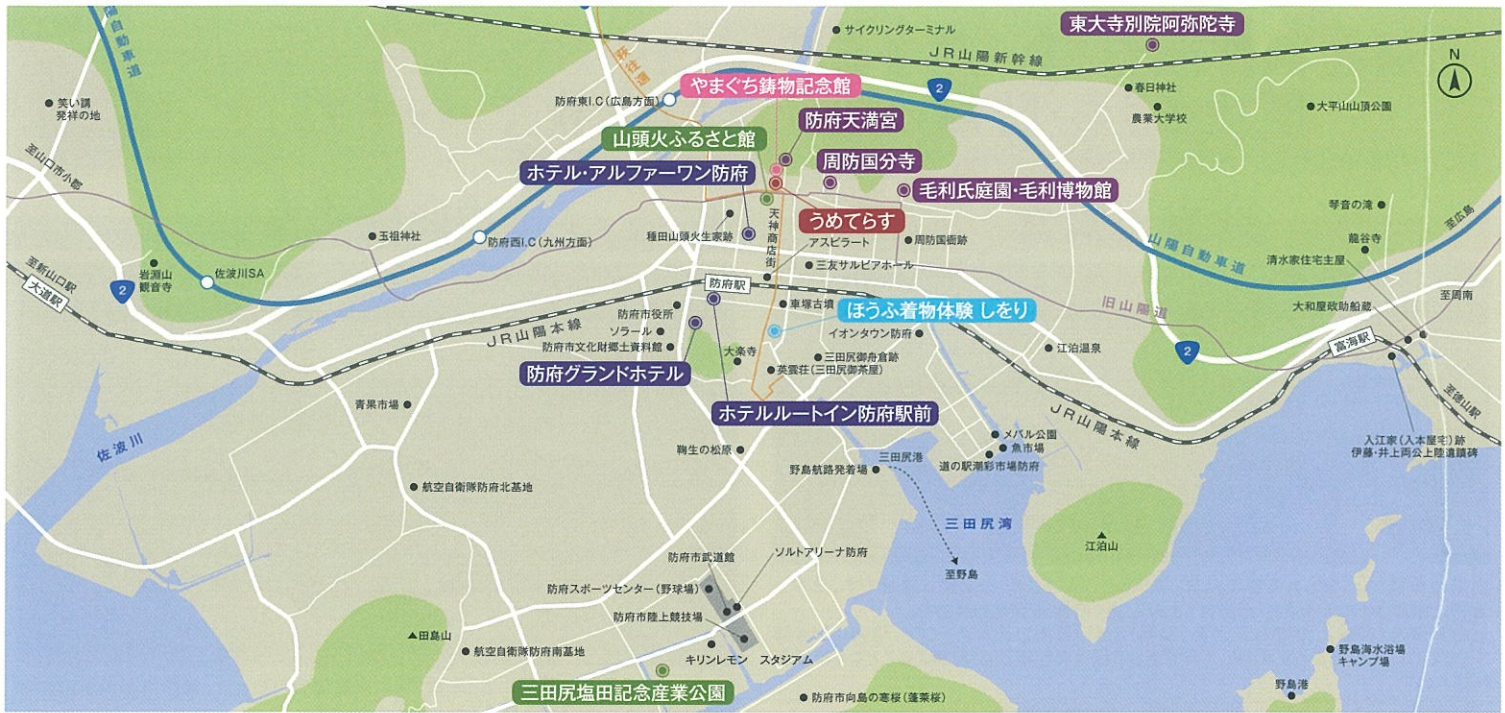 山陽自動車道
サイクリングターミナル
東大寺別院阿弥陀寺
JR山陽新幹線
N
萩往還
やまぐち鋳物記念館
2
春日神社
農業大学校
大平山山頂公園
笑い講
発祥の地
防府東I.C(広島方面)
防府天満宮
山頭火ふるさと館
周防国分寺
ホテル・アルファーワン防府
毛利氏庭園・毛利博物館
至山口市小郡
うめてらす
天神商店街
琴音の滝
至広島
種田山頭火生家跡
アスピラート
周防国衙跡
山陽自動車道
龍谷寺
玉祖神社
防府西I.C(九州方面)
三友サルビアホール
清水家住宅主屋
岩淵山
観音寺
佐波川SA
至新山口駅
大道駅
2
防府駅
旧山陽道
大和屋政助船蔵
至周南
防府市役所
車塚古墳
ほうふ着物体験 しをり
ソラール
イオンタウン防府
JR山陽本線
防府市文化財郷土資料館
大楽寺
三田尻御舟倉跡
江泊温泉
2
富海駅
防府グランドホテル
英雲荘(三田尻御茶屋)
至徳山駅
青果市場
ホテルルートイン防府駅前
JR山陽本線
佐波川
メバル公園
魚市場
入江家(入本屋宅)跡
伊藤・井上両公上陸遺蹟碑
鞠生の松原
三田尻港
野島航路発着場
道の駅潮彩市場防府
航空自衛隊防府北基地
三田尻湾
江泊山
防府市武道館
ソルトアリーナ防府
至野島
防府スポーツセンター(野球場)
防府市陸上競技場
田島山
航空自衛隊防府南基地
キリンレモン スタジアム
野島海水浴場
キャンプ場
三田尻塩田記念産業公園
防府市向島の寒桜(蓬莱桜)
野島港